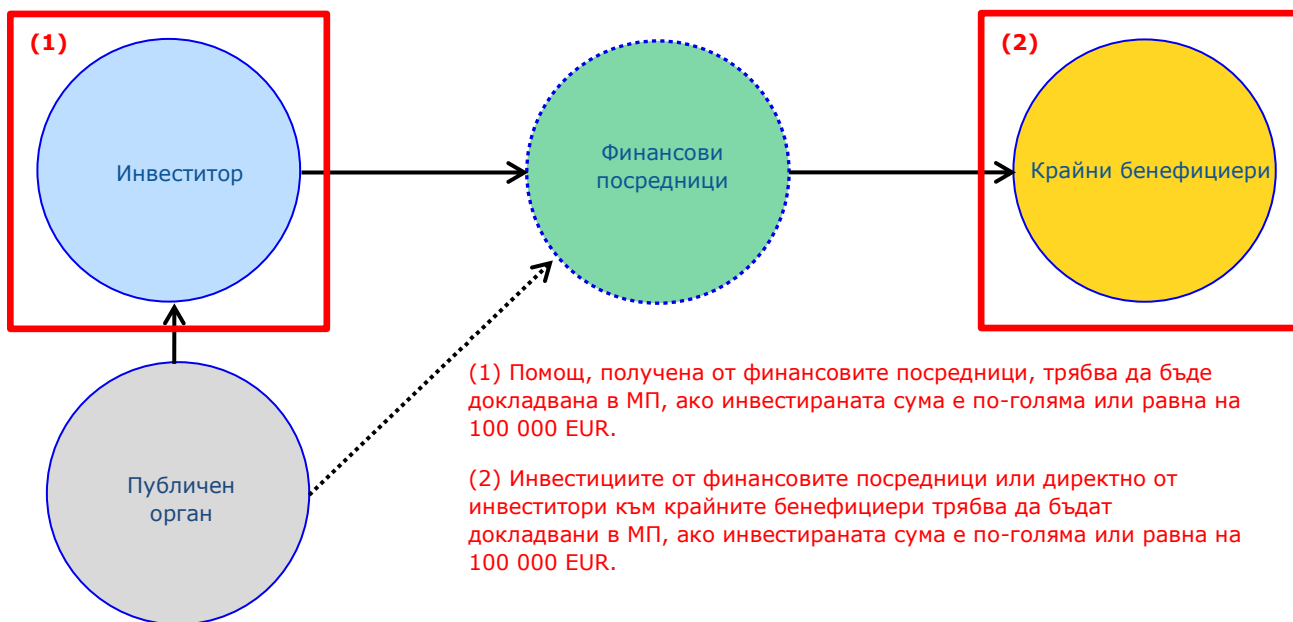 (1)
(2)
Инвеститор
Финансови
посредници
Крайни бенефициери
Публичен
орган
(1) Помощ, получена от финансовите посредници, трябва да бъде
докладвана в МП, ако инвестираната сума е по-голяма или равна на
100 000 EUR.
(2) Инвестициите от финансовите посредници или директно от
инвеститори към крайните бенефициери трябва да бъдат
докладвани в МП, ако инвестираната сума е по-голяма или равна на
100 000 EUR.